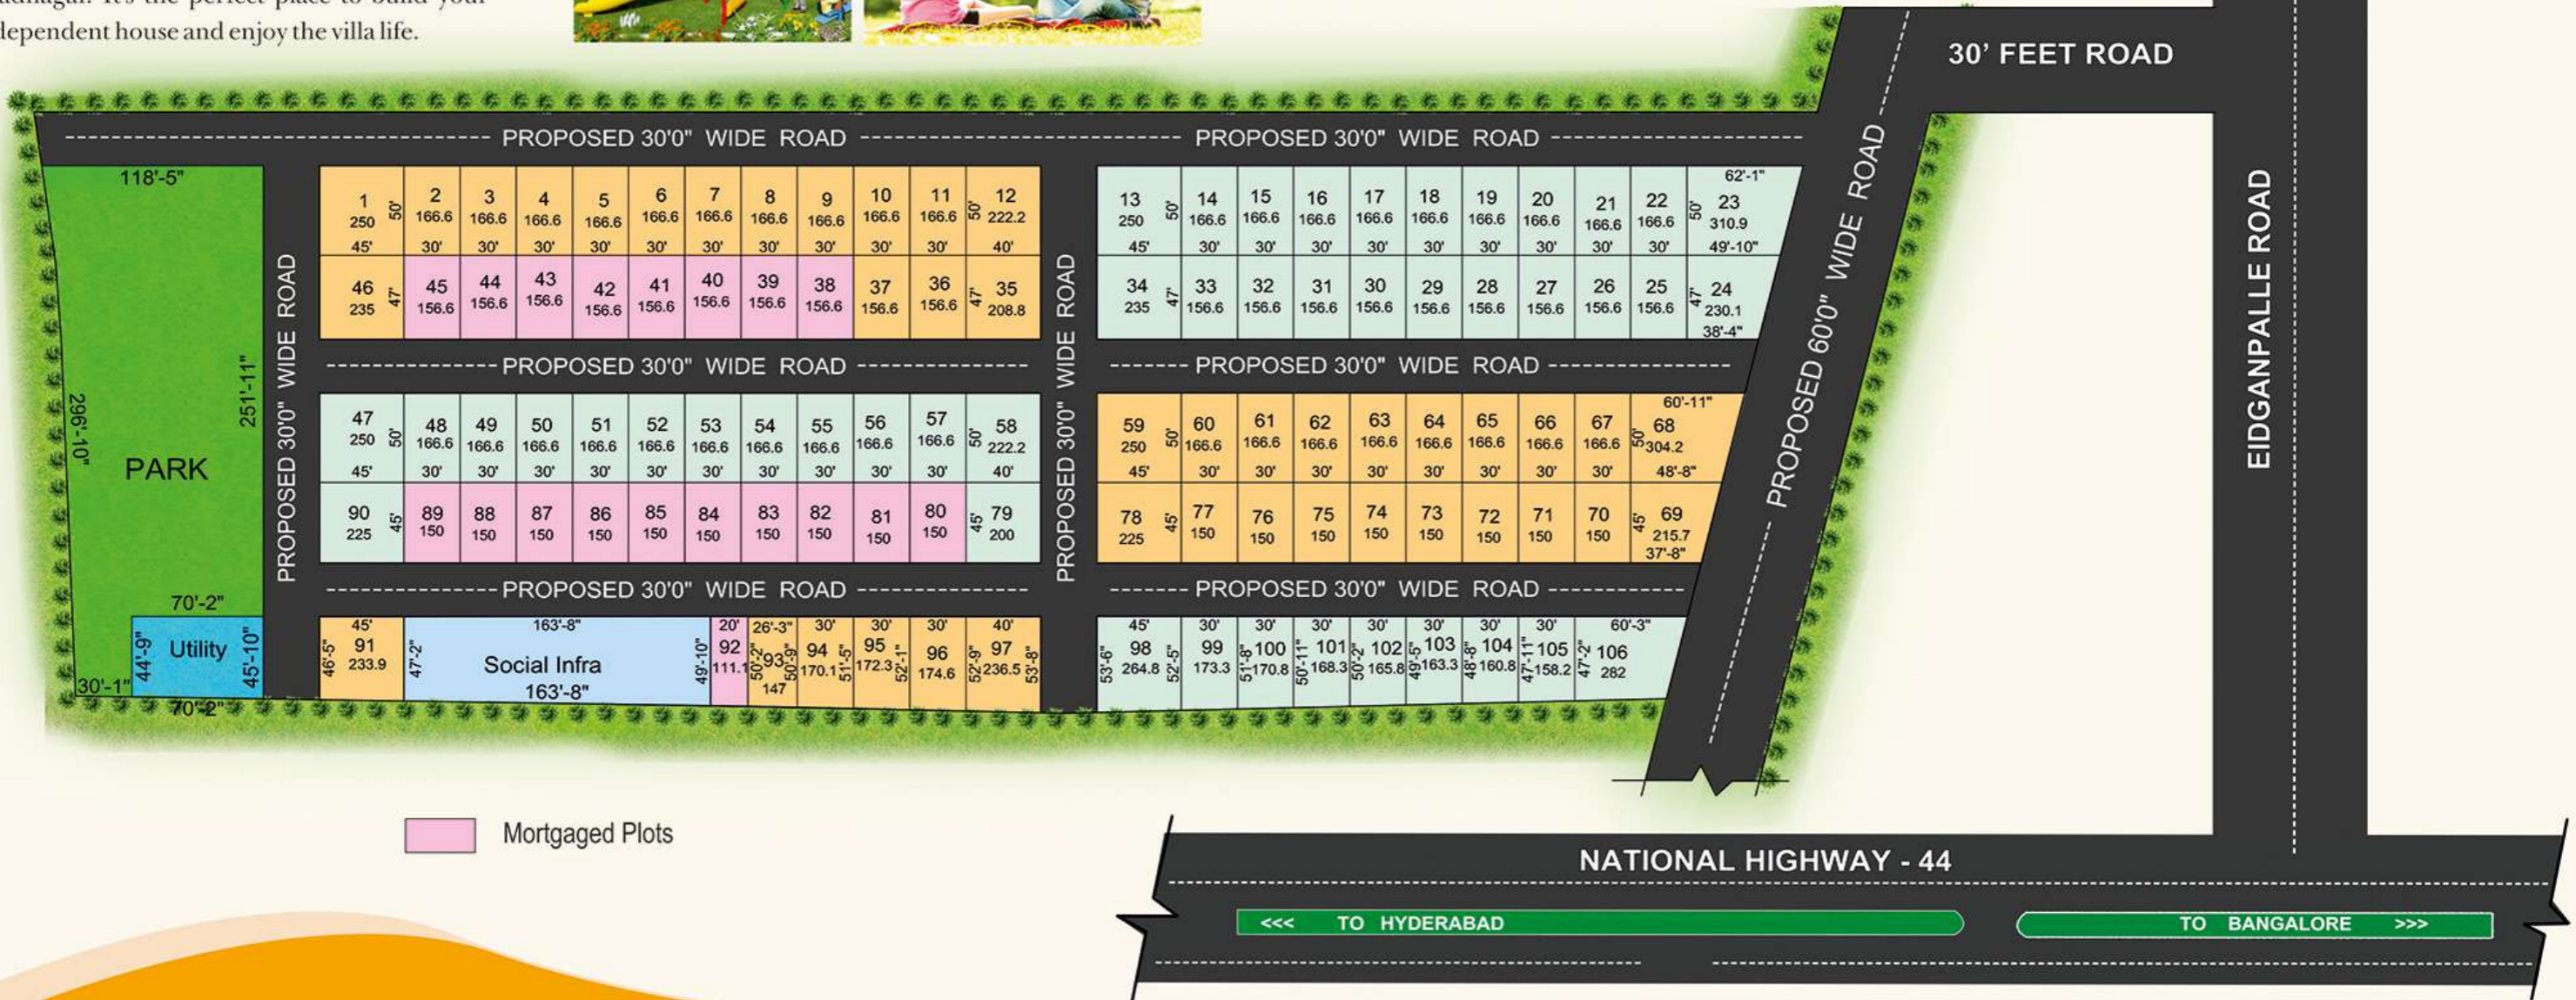 dependent house and enjoy the villa life.
30' FEET ROAD
PROPOSED 30'0" WIDE ROAD
PROPOSED 30'0" WIDE ROAD
PROPOSED 60'0" WIDE ROAD
EIDGANPALLE ROAD
118'-5"
296'-10"
251'-11"
PARK
70'-2"
44'-9"
Utility
45'-10"
30'-1"
70'-2"
PROPOSED 30'0" WIDE ROAD
1 2 3 4 5 6 7 8 9 10 11 12
250 50' 166.6 166.6 166.6 166.6 166.6 166.6 166.6 166.6 166.6 166.6 50' 222.2
45' 30' 30' 30' 30' 30' 30' 30' 30' 30' 30' 40'
46 45 44 43 42 41 40 39 38 37 36 35
235 47' 156.6 156.6 156.6 156.6 156.6 156.6 156.6 156.6 156.6 156.6 47' 208.8
PROPOSED 30'0" WIDE ROAD
62'-1"
13 14 15 16 17 18 19 20 21 22 23
250 50' 166.6 166.6 166.6 166.6 166.6 166.6 166.6 166.6 166.6 50' 310.9
45' 30' 30' 30' 30' 30' 30' 30' 30' 30' 49'-10"
34 33 32 31 30 29 28 27 26 25 24
235 47' 156.6 156.6 156.6 156.6 156.6 156.6 156.6 156.6 156.6 47' 230.1
38'-4"
PROPOSED 30'0" WIDE ROAD
PROPOSED 30'0" WIDE ROAD
47 48 49 50 51 52 53 54 55 56 57 58
250 50' 166.6 166.6 166.6 166.6 166.6 166.6 166.6 166.6 166.6 166.6 50' 222.2
45' 30' 30' 30' 30' 30' 30' 30' 30' 30' 30' 40'
90 89 88 87 86 85 84 83 82 81 80 79
225 45' 150 150 150 150 150 150 150 150 150 150 45' 200
60'-11"
59 60 61 62 63 64 65 66 67 68
250 50' 166.6 166.6 166.6 166.6 166.6 166.6 166.6 166.6 50' 304.2
45' 30' 30' 30' 30' 30' 30' 30' 30' 48'-8"
78 77 76 75 74 73 72 71 70 69
225 45' 150 150 150 150 150 150 150 150 45' 215.7
37'-8"
PROPOSED 30'0" WIDE ROAD
PROPOSED 30'0" WIDE ROAD
45' 163'-8" 20' 26'-3" 30' 30' 30' 40'
91 92 93 94 95 96 97
46'-5" 233.9 47'-2" Social Infra 49'-10" 111.1 50'-2" 50'-9" 170.1 51'-5" 172.3 52'-1" 174.6 52'-9" 236.5 53'-8"
163'-8" 147
45' 30' 30' 30' 30' 30' 30' 30' 60'-3"
98 99 100 101 102 103 104 105 106
53'-6" 264.8 52'-5" 173.3 51'-8" 170.8 50'-11" 168.3 50'-2" 165.8 49'-5" 163.3 48'-8" 160.8 47'-11" 158.2 47'-2" 282
Mortgaged Plots
NATIONAL HIGHWAY - 44
<<< TO HYDERABAD
TO BANGALORE >>>